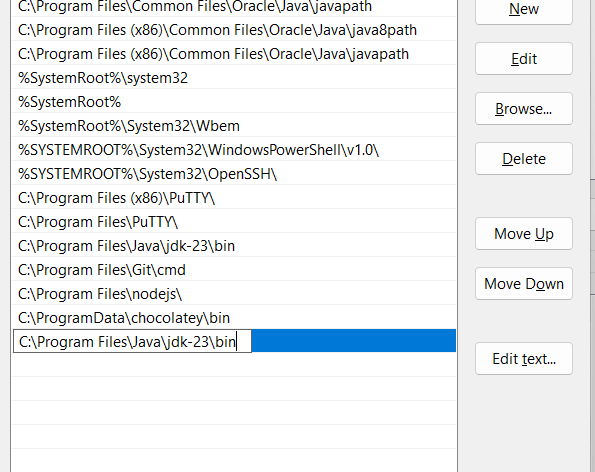 C:\Program Files\Common Files\Oracle\Java\javapath
C:\Program Files (x86)\Common Files\Oracle\Java\java8path
C:\Program Files (x86)\Common Files\Oracle\Java\javapath
%SystemRoot%\system32
%SystemRoot%
%SystemRoot%\System32\Wbem
%SYSTEMROOT%\System32\WindowsPowerShell\v1.0\
%SYSTEMROOT%\System32\OpenSSH\
C:\Program Files (x86)\PuTTY\
C:\Program Files\PuTTY\
C:\Program Files\Java\jdk-23\bin
C:\Program Files\Git\cmd
C:\Program Files\nodejs\
C:\ProgramData\chocolatey\bin
C:\Program Files\Java\jdk-23\bin
New
Edit
Browse...
Delete
Move Up
Move Down
Edit text...